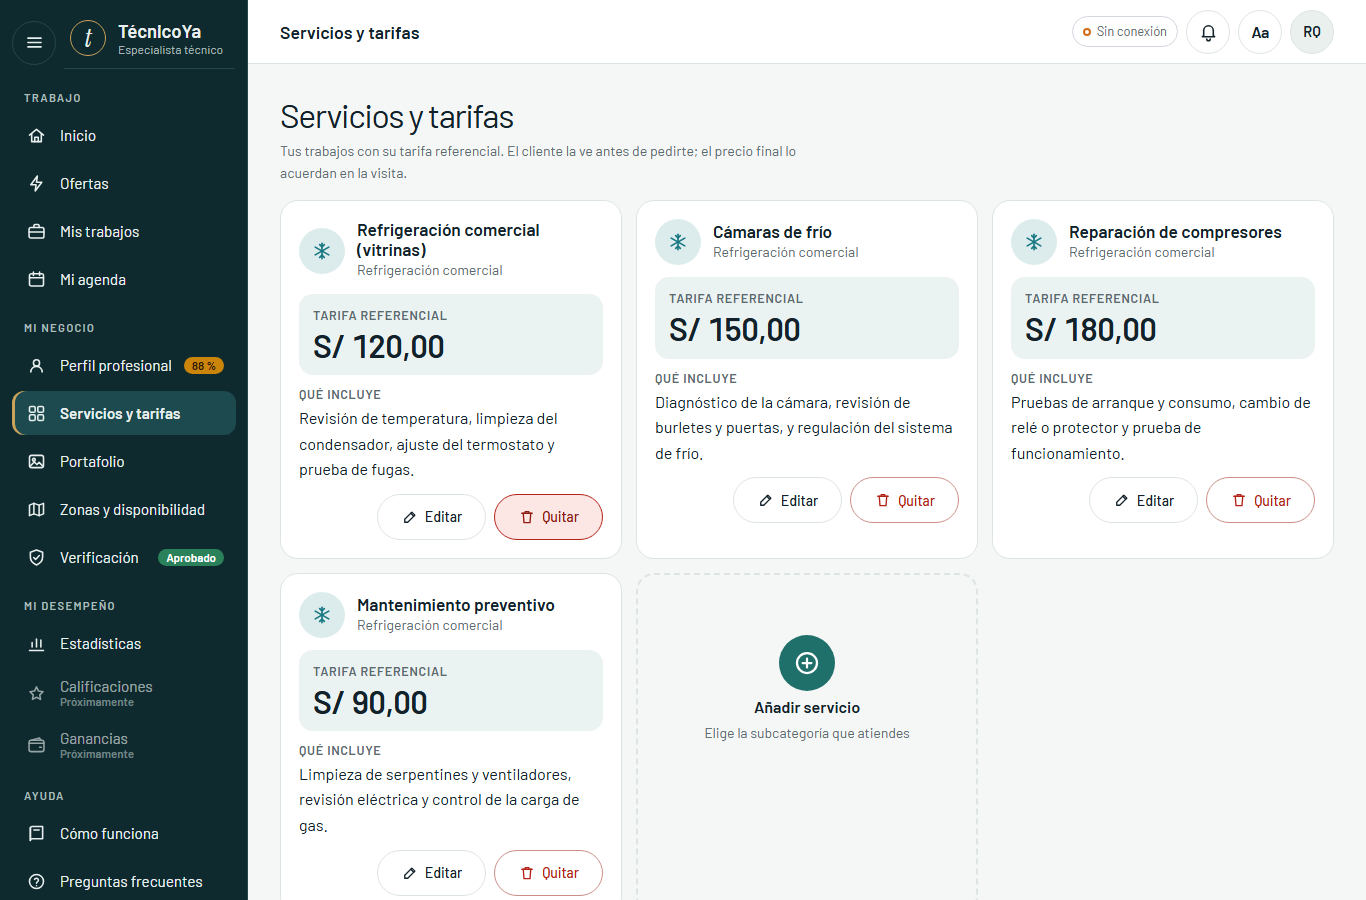 t
TécnicoYa
Especialista técnico
TRABAJO
Inicio
Ofertas
Mis trabajos
Mi agenda
MI NEGOCIO
Perfil profesional
88 %
Servicios y tarifas
Portafolio
Zonas y disponibilidad
Verificación
Aprobado
MI DESEMPEÑO
Estadísticas
Calificaciones
Próximamente
Ganancias
Próximamente
AYUDA
Cómo funciona
Preguntas frecuentes
Servicios y tarifas
Sin conexión
Aa
RQ
Servicios y tarifas
Tus trabajos con su tarifa referencial. El cliente la ve antes de pedirte; el precio final lo
acuerdan en la visita.
Refrigeración comercial
(vitrinas)
Refrigeración comercial
TARIFA REFERENCIAL
S/ 120,00
QUÉ INCLUYE
Revisión de temperatura, limpieza del
condensador, ajuste del termostato y
prueba de fugas.
Editar
Quitar
Cámaras de frío
Refrigeración comercial
TARIFA REFERENCIAL
S/ 150,00
QUÉ INCLUYE
Diagnóstico de la cámara, revisión de
burletes y puertas, y regulación del sistema
de frío.
Editar
Quitar
Reparación de compresores
Refrigeración comercial
TARIFA REFERENCIAL
S/ 180,00
QUÉ INCLUYE
Pruebas de arranque y consumo, cambio de
relé o protector y prueba de
funcionamiento.
Editar
Quitar
Mantenimiento preventivo
Refrigeración comercial
TARIFA REFERENCIAL
S/ 90,00
QUÉ INCLUYE
Limpieza de serpentines y ventiladores,
revisión eléctrica y control de la carga de
gas.
Editar
Quitar
Añadir servicio
Elige la subcategoría que atiendes